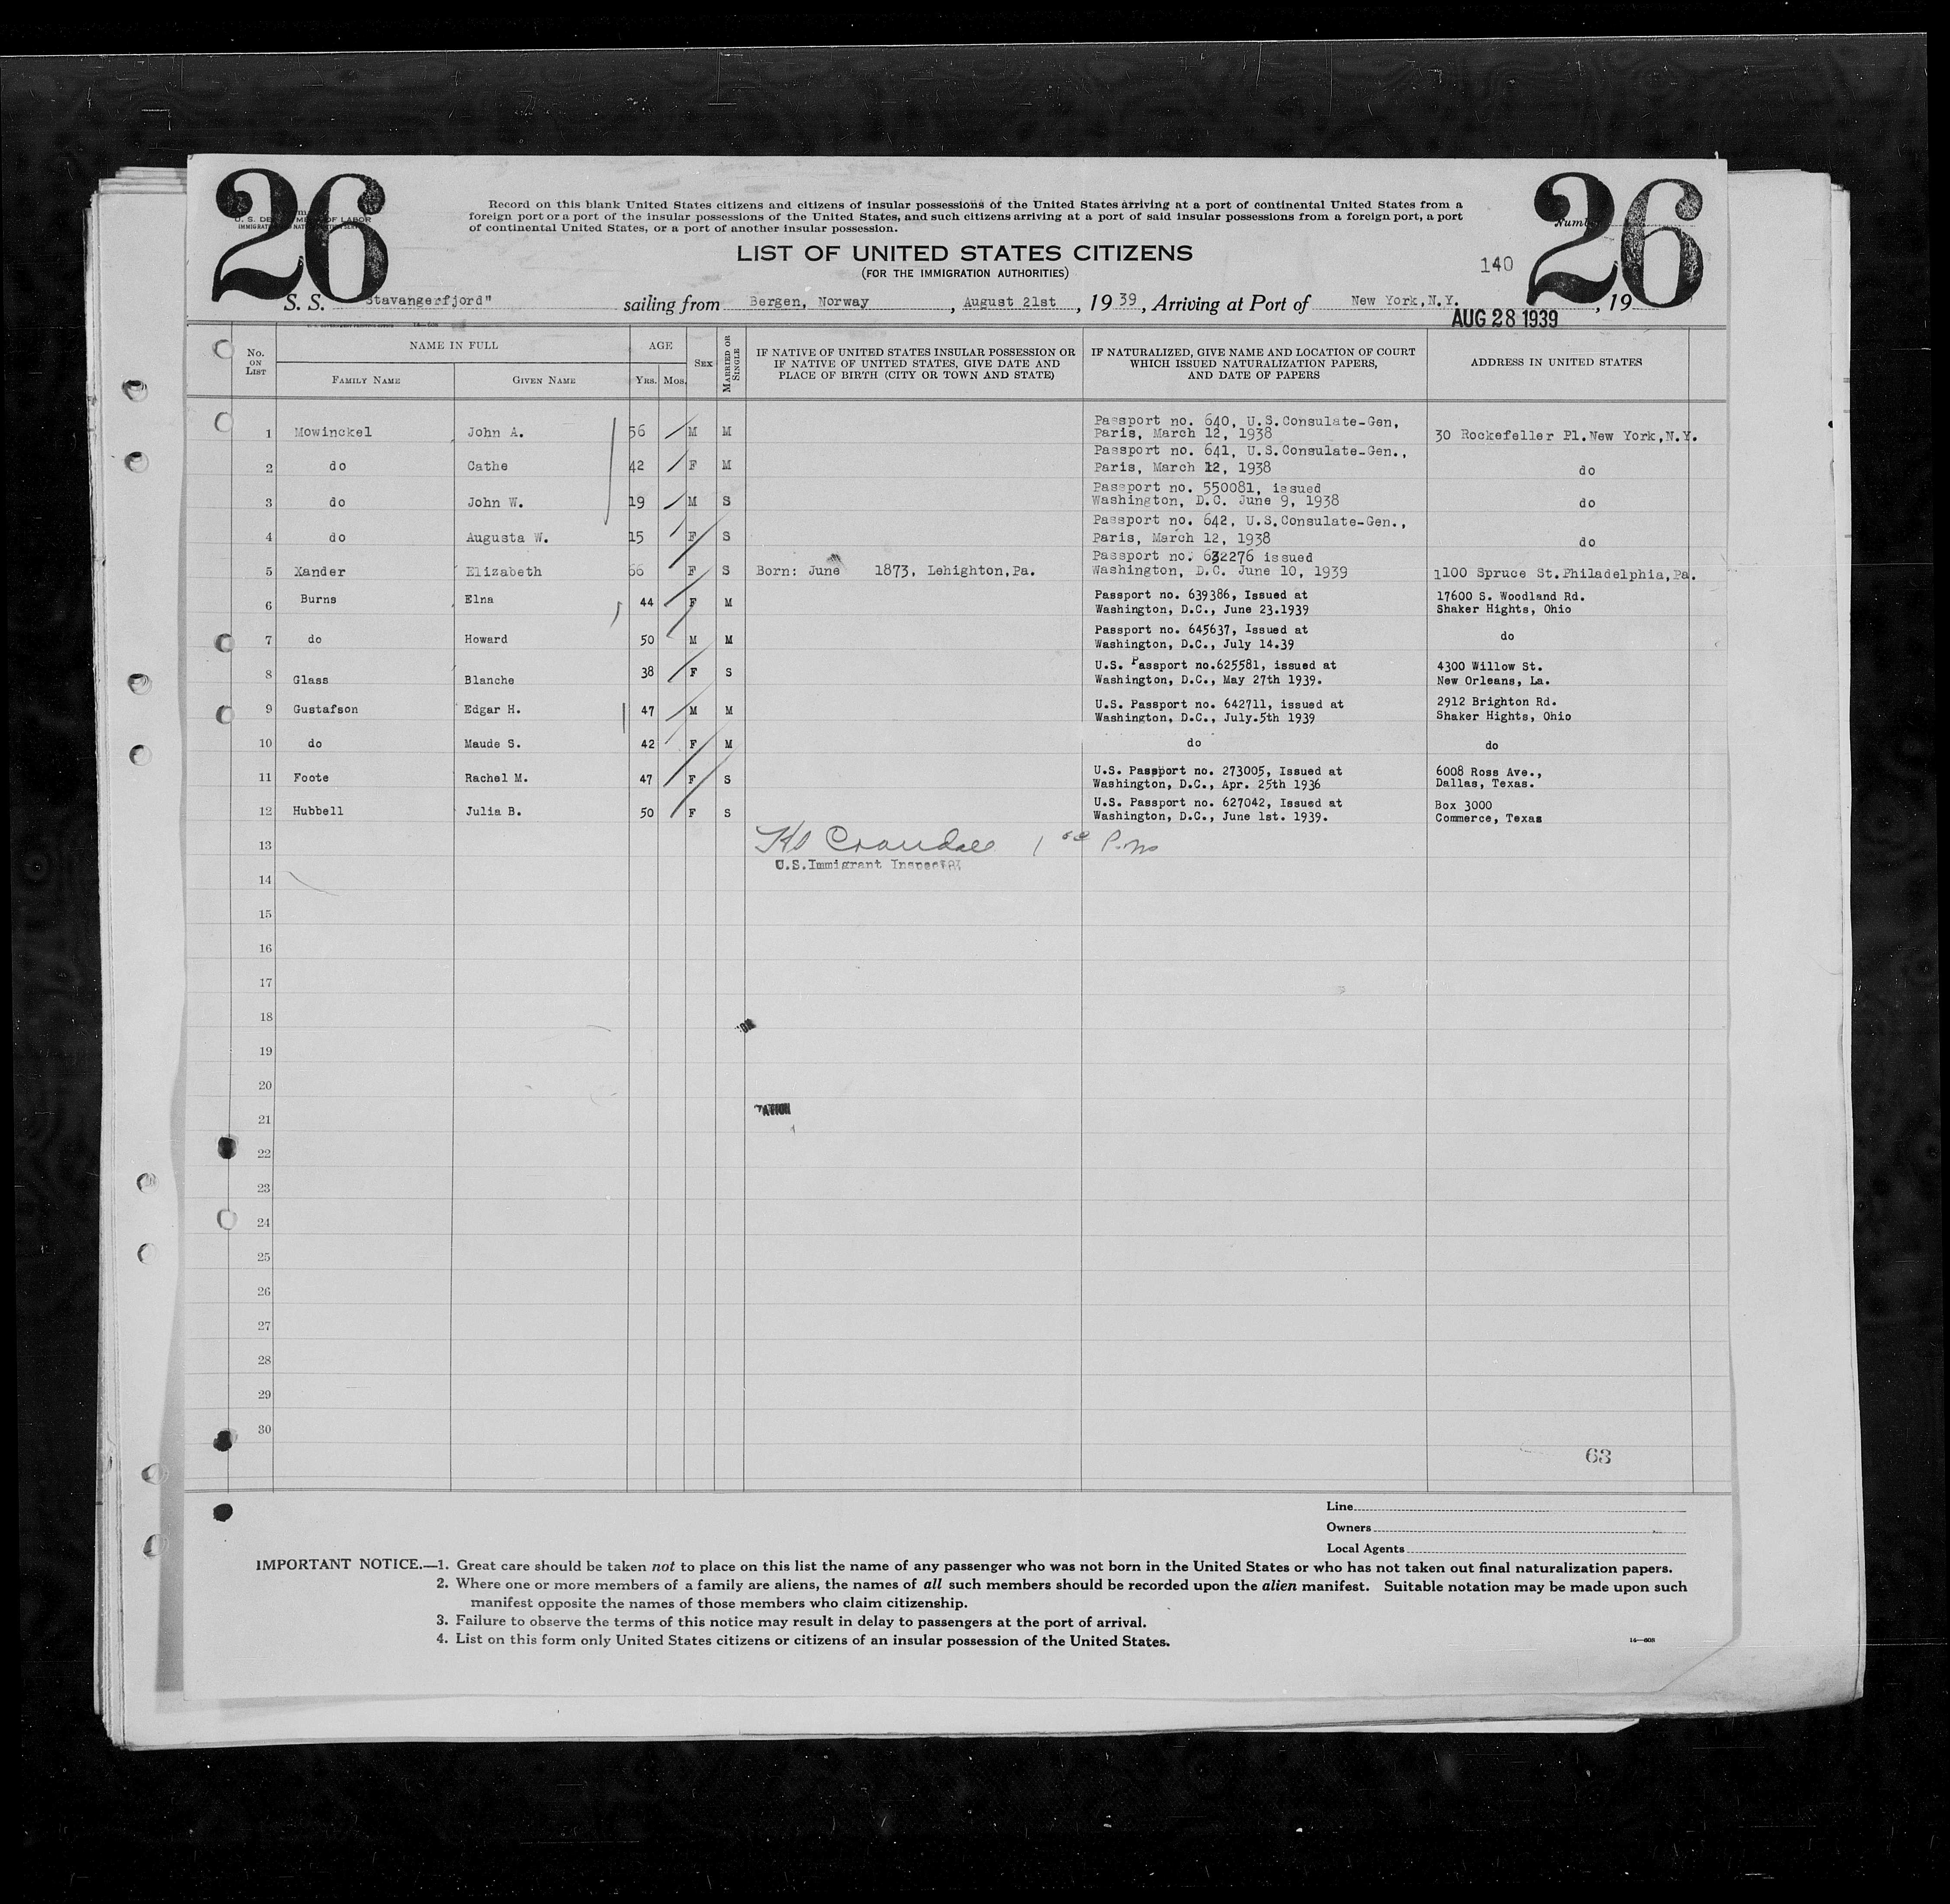 26
26
U. S. DEPARTMENT OF LABOR
Number
Record on this blank United States citizens and citizens of insular possessions of the United States arriving at a port of continental United States from a
foreign port or a port of the insular possessions of the United States, and such citizens arriving at a port of said insular possessions from a foreign port, a port
of continental United States, or a port of another insular possession.
LIST OF UNITED STATES CITIZENS
(FOR THE IMMIGRATION AUTHORITIES)
140
S. S. Stavangerfjord" sailing from Bergen, Norway, August 21st, 19 39, Arriving at Port of New York, N.Y., 19
AUG 28 1939
No. ON LIST NAME IN FULL AGE SEX MARRIED OR SINGLE IF NATIVE OF UNITED STATES INSULAR POSSESSION OR IF NATIVE OF UNITED STATES, GIVE DATE AND PLACE OF BIRTH (CITY OR TOWN AND STATE) IF NATURALIZED, GIVE NAME AND LOCATION OF COURT WHICH ISSUED NATURALIZATION PAPERS, AND DATE OF PAPERS ADDRESS IN UNITED STATES
FAMILY NAME GIVEN NAME YRS. MOS.
Passport no. 640, U.S.Consulate-Gen,
1 Mowinckel John A. 56 M M Paris, March 12, 1938 30 Rockefeller Pl.New York,N.Y.
Passport no. 641, U.S.Consulate-Gen.,
2 do Cathe 42 F M Paris, March 12, 1938 do
Passport no. 550081, issued
3 do John W. 19 M S Washington, D.C. June 9, 1938 do
Passport no. 642, U.S.Consulate-Gen.,
4 do Augusta W. 15 F S Paris, March 12, 1938 do
Passport no. 632276 issued
5 Xander Elizabeth 66 F S Born: June 1873, Lehighton,Pa. Washington, D.C. June 10, 1939 1100 Spruce St.Philadelphia,Pa.
6 Burns Elna 44 F M Passport no. 639386, Issued at 17600 S. Woodland Rd.
Washington, D.C., June 23.1939 Shaker Hights, Ohio
7 do Howard 50 M M Passport no. 645637, Issued at do
Washington, D.C., July 14.39
8 Glass Blanche 38 F S U.S. Passport no.625581, issued at 4300 Willow St.
Washington, D.C., May 27th 1939. New Orleans, La.
9 Gustafson Edgar H. 47 M M U.S. Passport no. 642711, issued at 2912 Brighton Rd.
Washington, D.C., July.5th 1939 Shaker Hights, Ohio
10 do Maude S. 42 F M do do
11 Foote Rachel M. 47 F S U.S. Passport no. 273005, Issued at 6008 Ross Ave.,
Washington, D.C., Apr. 25th 1936 Dallas, Texas.
12 Hubbell Julia B. 50 F S U.S. Passport no. 627042, Issued at Box 3000
Washington, D.C., June 1st. 1939. Commerce, Texas
13 Crandall
U.S.Immigrant Inspector
14
15
16
17
18
19
20
21 TATION
22
23
24
25
26
27
28
29
30
63
Line
Owners
Local Agents
IMPORTANT NOTICE.—1. Great care should be taken not to place on this list the name of any passenger who was not born in the United States or who has not taken out final naturalization papers.
2. Where one or more members of a family are aliens, the names of all such members should be recorded upon the alien manifest. Suitable notation may be made upon such
manifest opposite the names of those members who claim citizenship.
3. Failure to observe the terms of this notice may result in delay to passengers at the port of arrival.
4. List on this form only United States citizens or citizens of an insular possession of the United States.
14—608